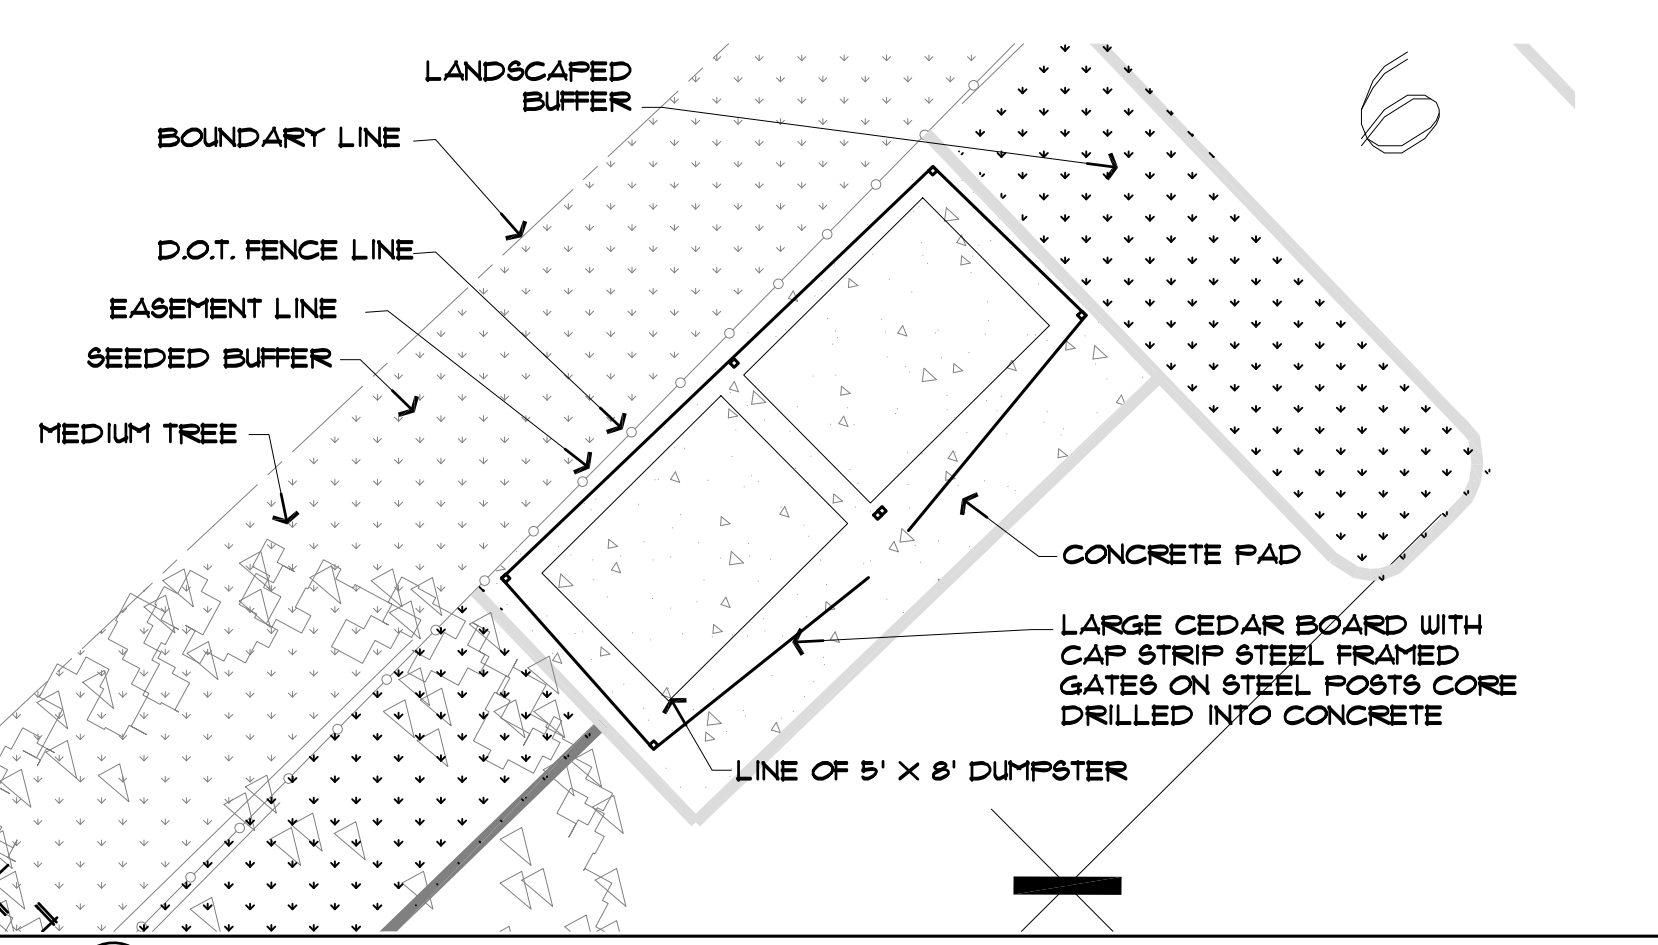 LANDSCAPED
BUFFER
BOUNDARY LINE
D.O.T. FENCE LINE
EASEMENT LINE
SEEDED BUFFER
MEDIUM TREE
6
CONCRETE PAD
LARGE CEDAR BOARD WITH
CAP STRIP STEEL FRAMED
GATES ON STEEL POSTS CORE
DRILLED INTO CONCRETE
LINE OF 5' X 8' DUMPSTER